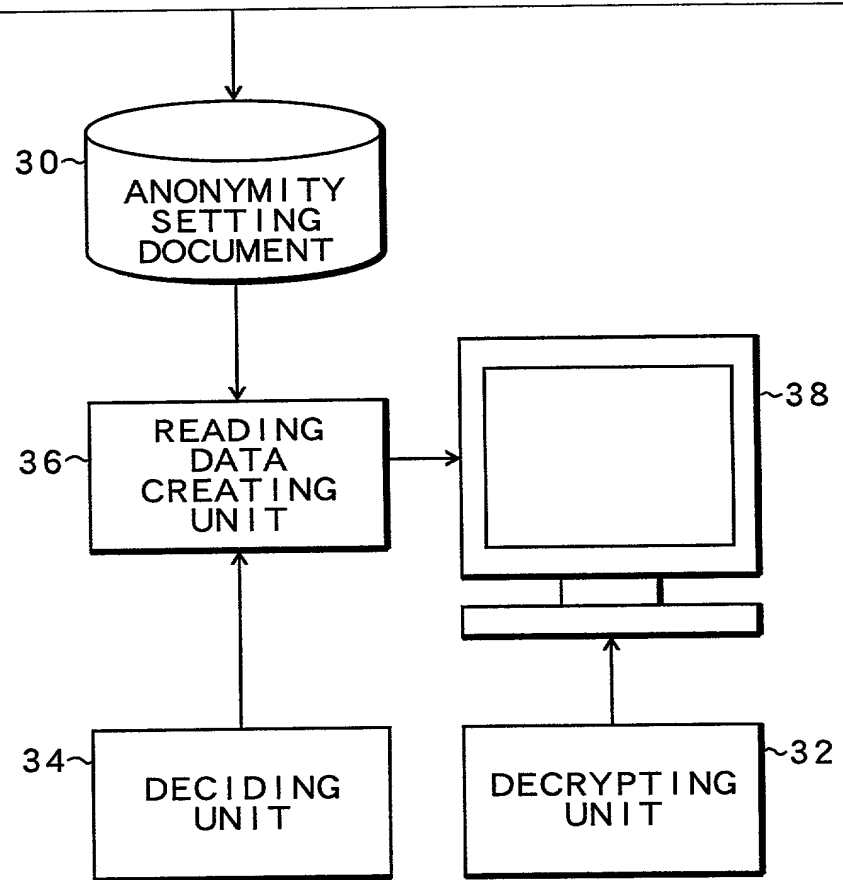 30
ANONYMITY
SETTING
DOCUMENT
38
36
READING
DATA
CREATING
UNIT
34
DECIDING
UNIT
32
DECRYPTING
UNIT